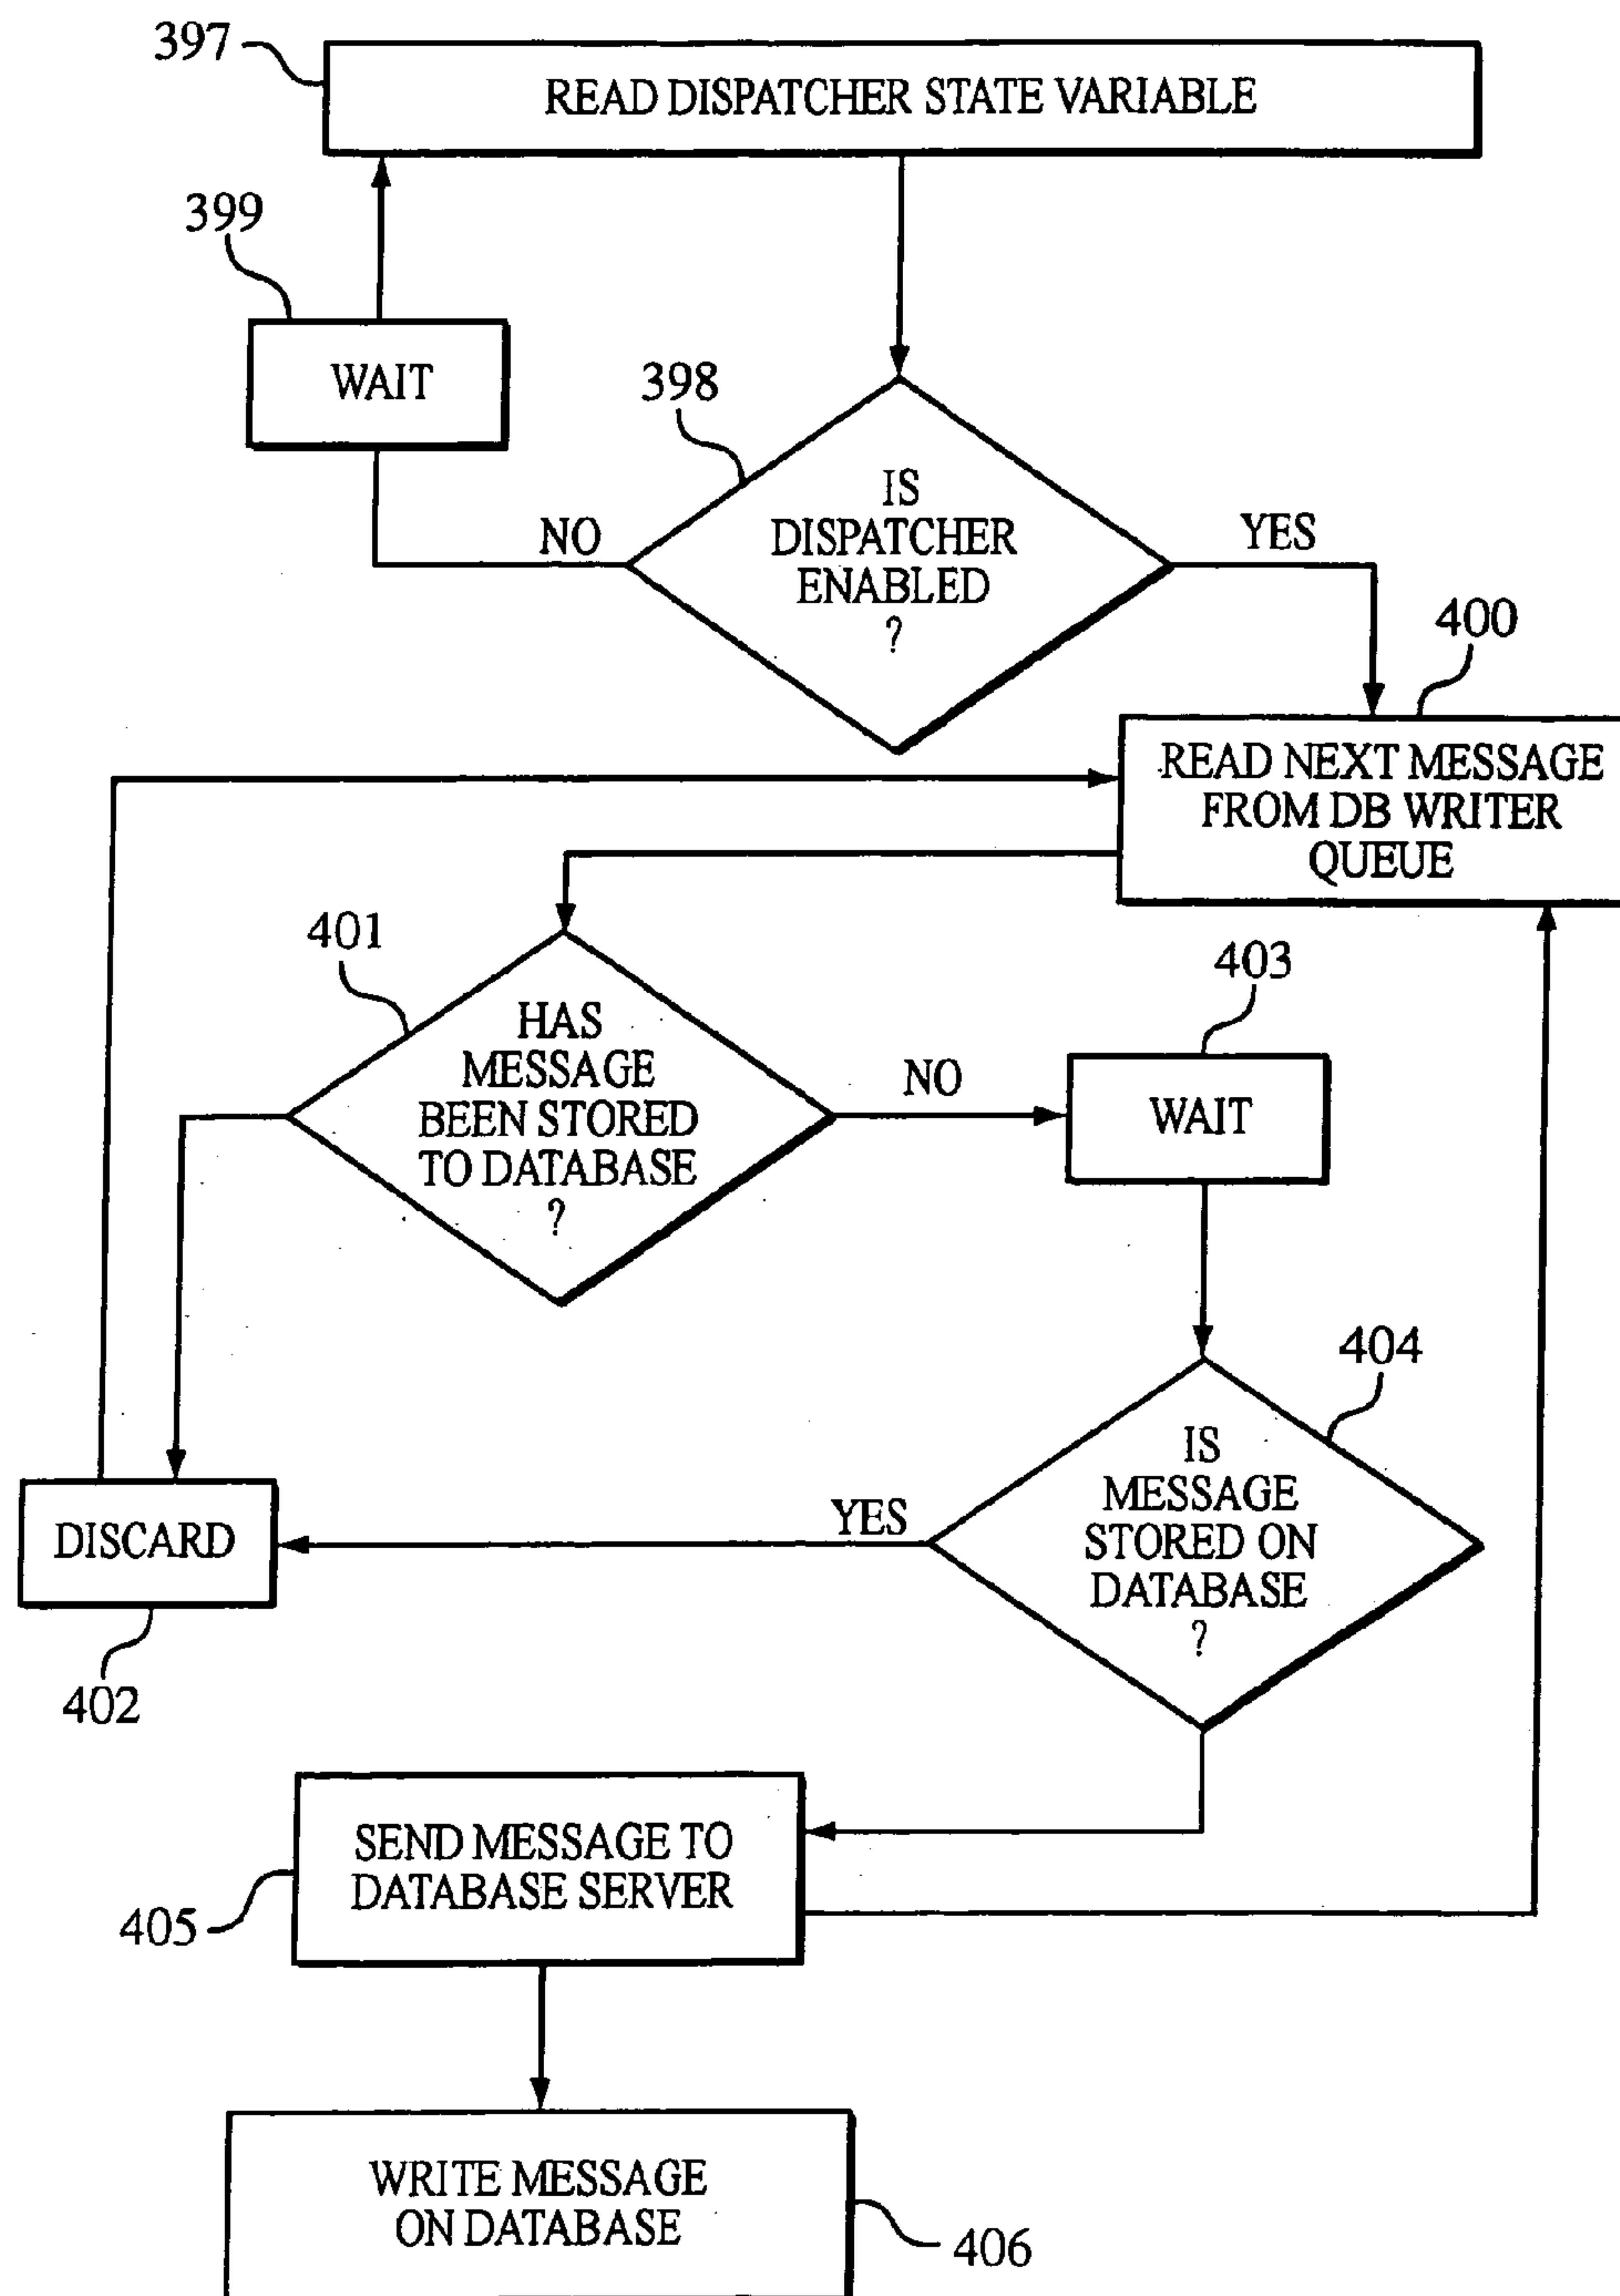 397
READ DISPATCHER STATE VARIABLE
399
WAIT
398
IS
DISPATCHER
ENABLED
?
NO
YES
400
READ NEXT MESSAGE
FROM DB WRITER
QUEUE
401
HAS
MESSAGE
BEEN STORED
TO DATABASE
?
NO
403
WAIT
404
IS
MESSAGE
STORED ON
DATABASE
?
YES
DISCARD
402
SEND MESSAGE TO
DATABASE SERVER
405
WRITE MESSAGE
ON DATABASE
406